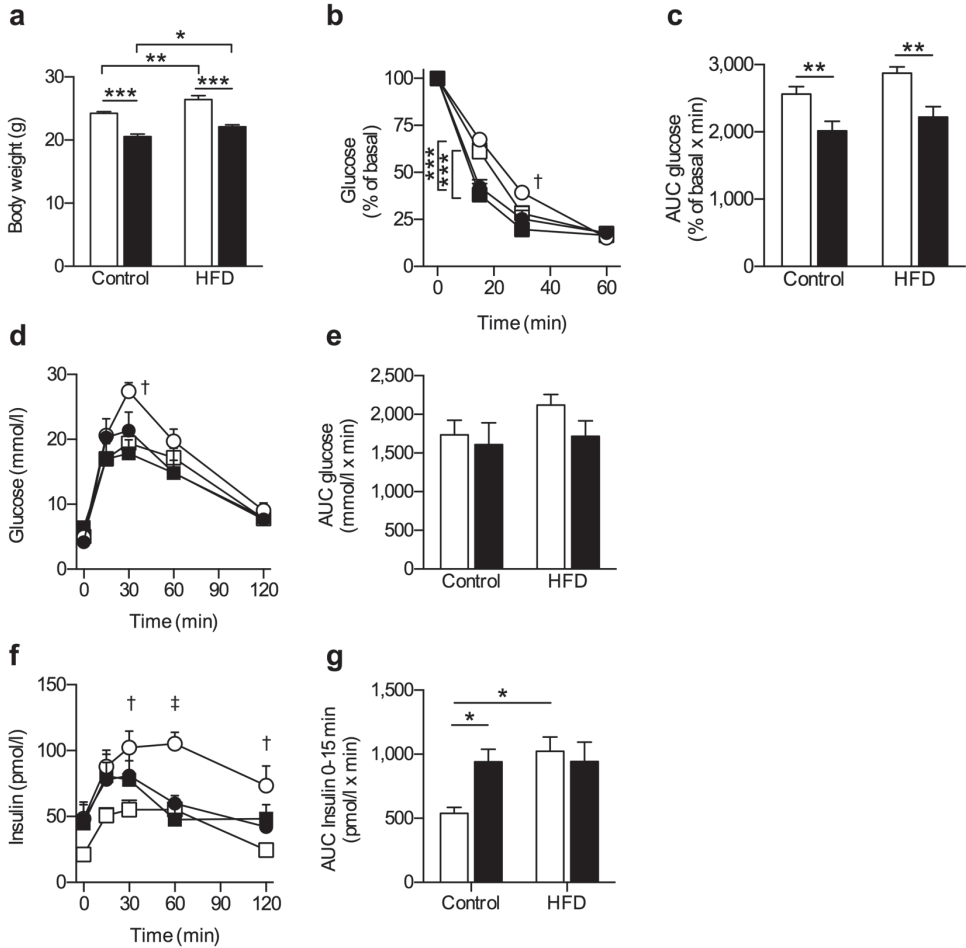 a
*
**
***
***
Body weight (g)
30
20
10
0
Control
HFD
b
Glucose
(% of basal)
100
75
50
25
0
***
***
†
0
20
40
60
Time (min)
c
**
**
AUC glucose
(% of basal x min)
3,000
2,000
1,000
0
Control
HFD
d
Glucose (mmol/l)
30
20
10
0
†
0
30
60
90
120
Time (min)
e
AUC glucose
(mmol/l x min)
2,500
2,000
1,500
1,000
500
0
Control
HFD
f
Insulin (pmol/l)
150
100
50
0
†
‡
†
0
30
60
90
120
Time (min)
g
*
*
AUC Insulin 0-15 min
(pmol/l x min)
1,500
1,000
500
0
Control
HFD